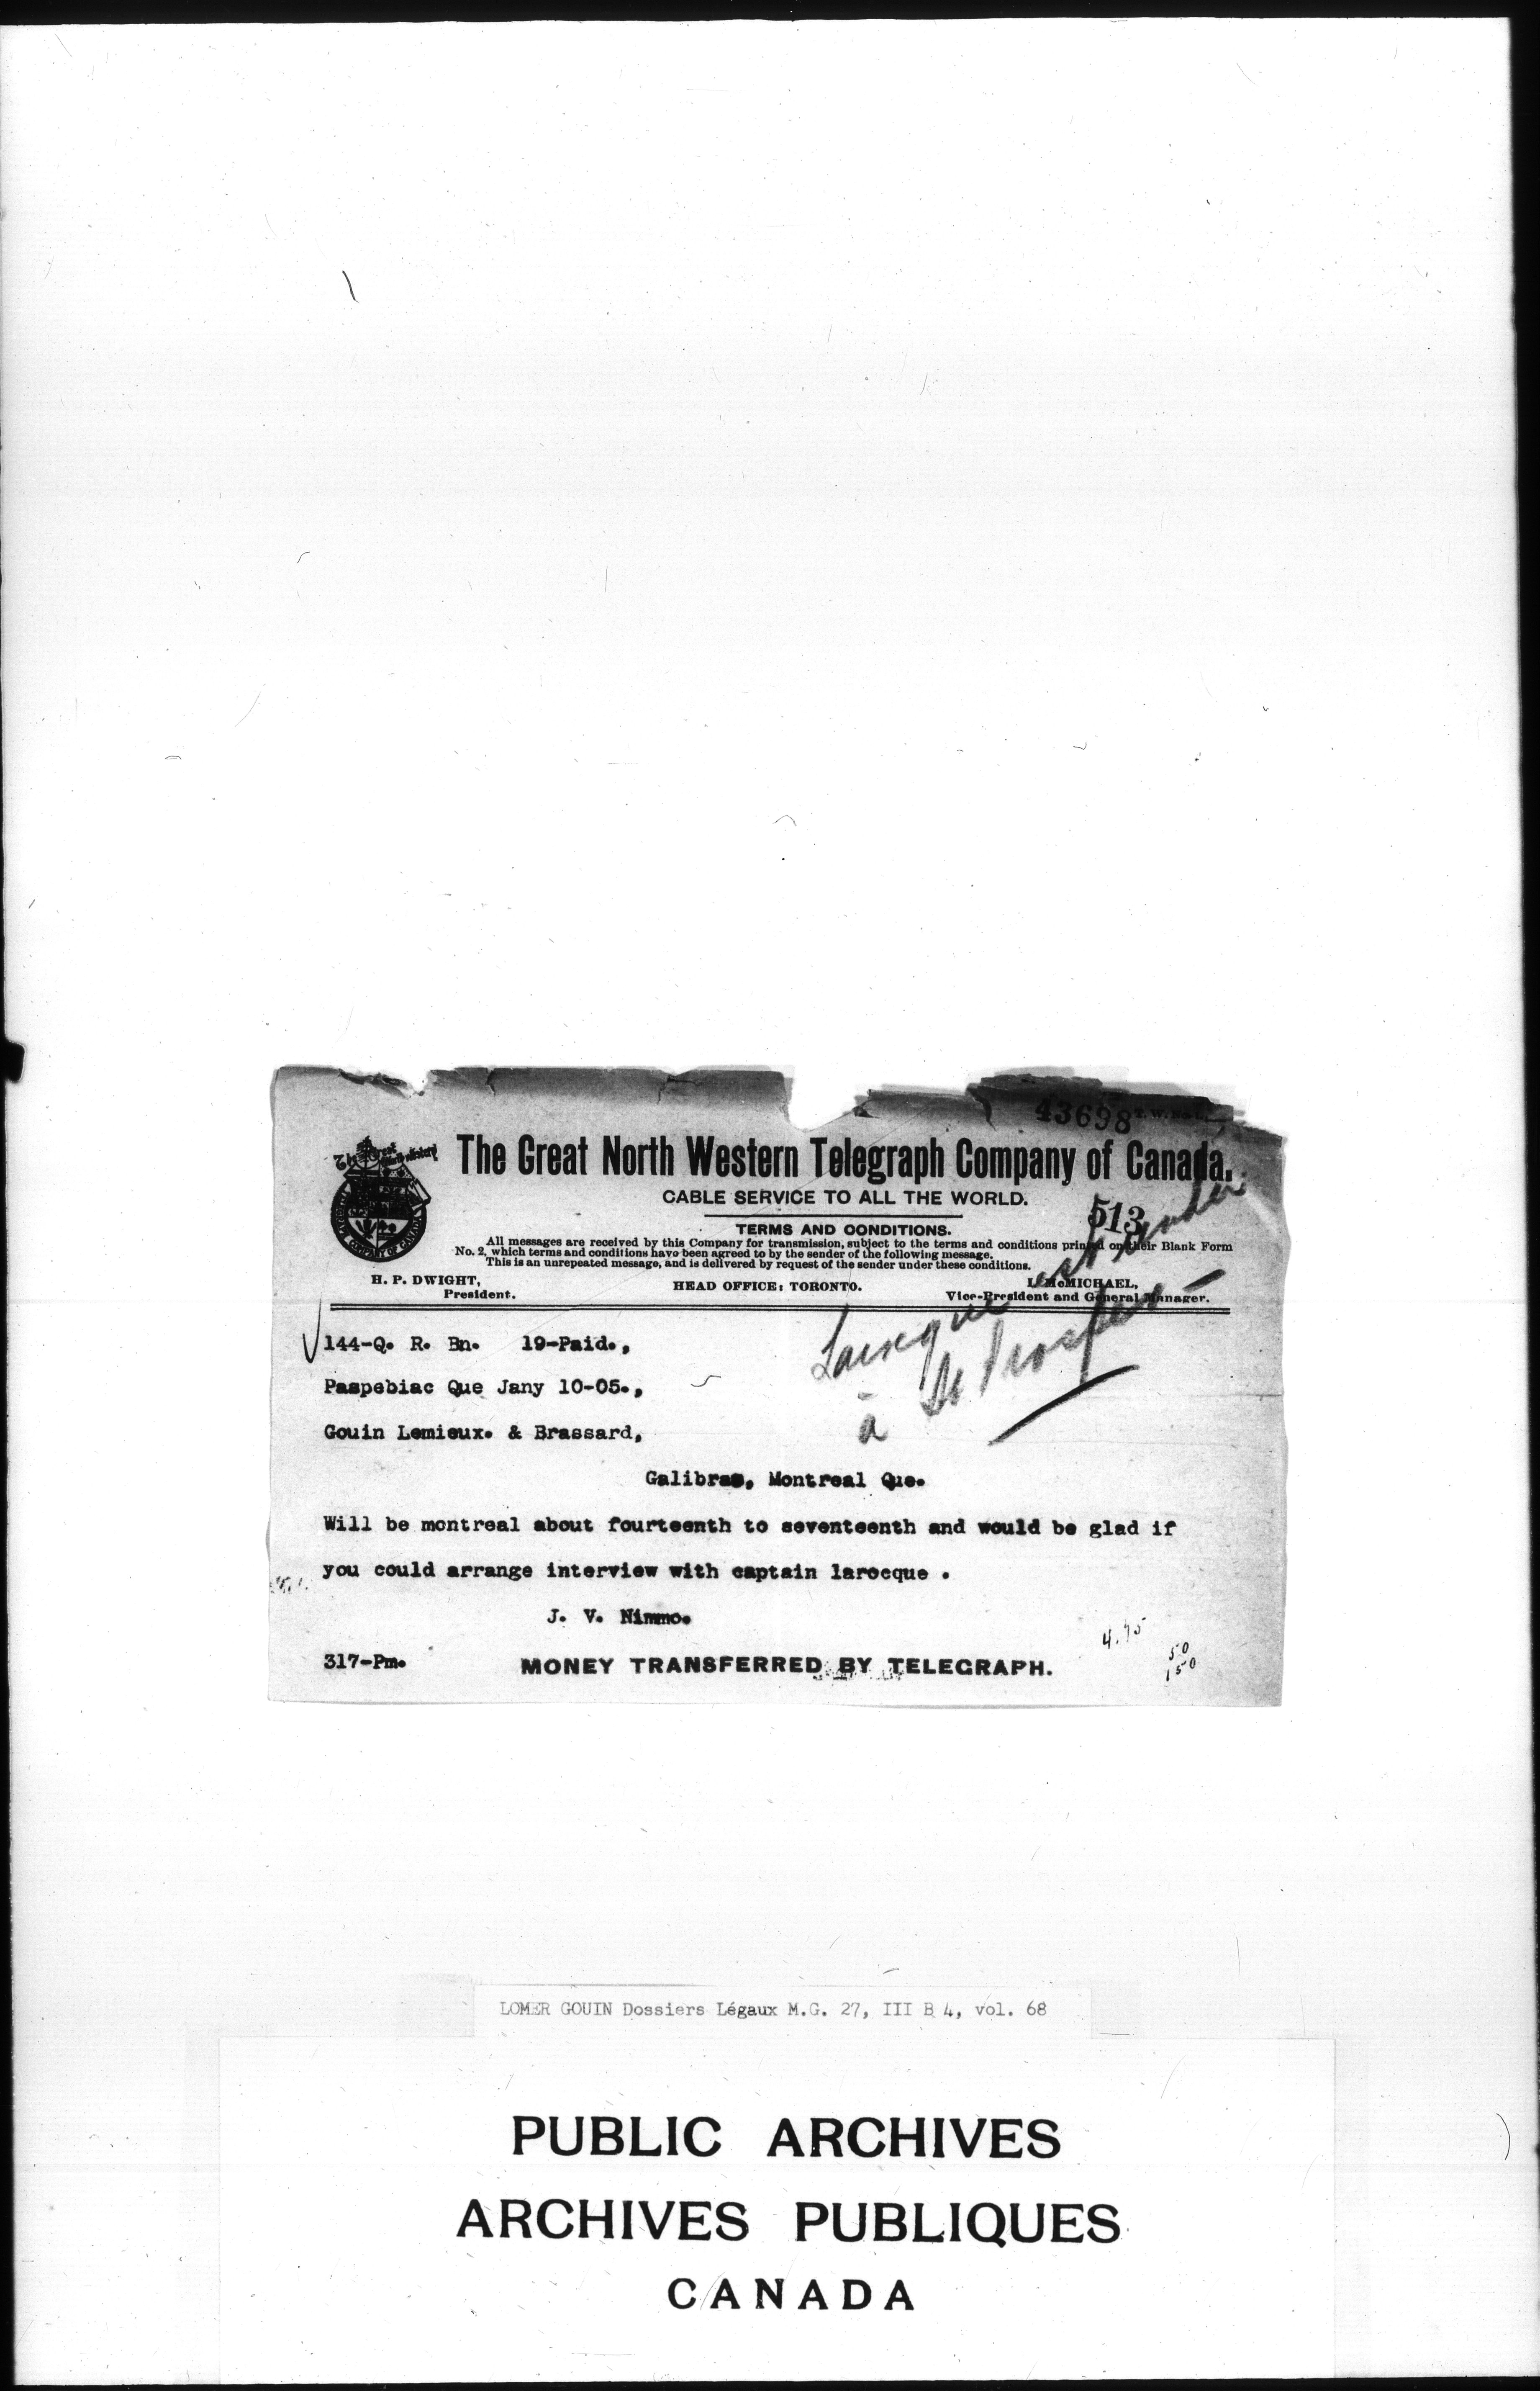 43698
The Great North Western Telegraph Company of Canada.
CABLE SERVICE TO ALL THE WORLD.
513
TERMS AND CONDITIONS.
All messages are received by this Company for transmission, subject to the terms and conditions printed on their Blank Form
No. 2, which terms and conditions have been agreed to by the sender of the following message.
This is an unrepeated message, and is delivered by request of the sender under these conditions.
H. P. DWIGHT,
President.
HEAD OFFICE: TORONTO.
I. McMICHAEL,
Vice-President and General Manager.
144-Q. R. Bn. 19-Paid.,
Paspebiac Que Jany 10-05.,
Gouin Lemieux. & Brassard,
Galibras, Montreal Que.
Will be montreal about fourteenth to seventeenth and would be glad if
you could arrange interview with captain larocque .
J. V. Nimmo.
317-Pm.
MONEY TRANSFERRED BY TELEGRAPH.
50
150
LOMER GOUIN Dossiers Légaux M.G. 27, III B 4, vol. 68
PUBLIC ARCHIVES
ARCHIVES PUBLIQUES
CANADA